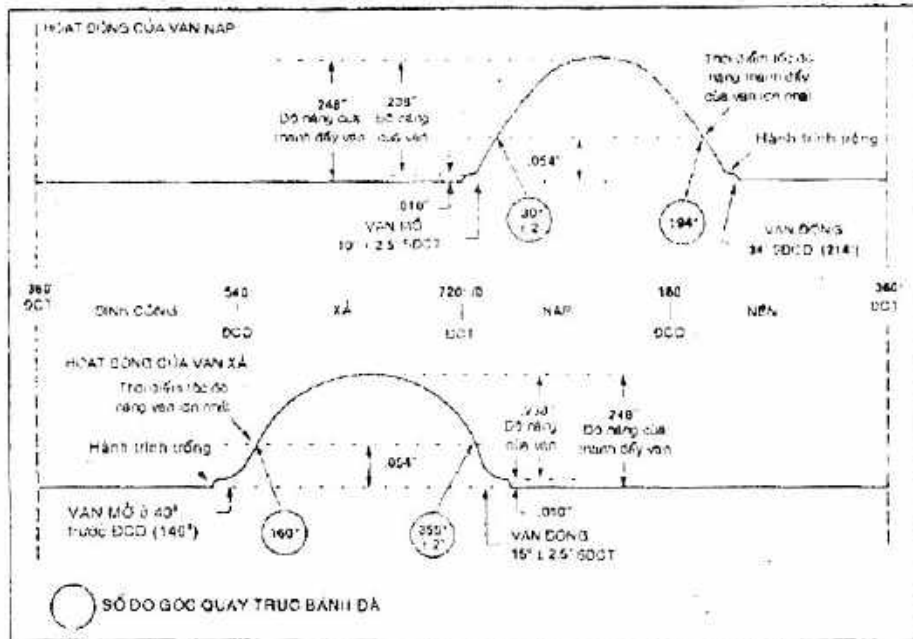 HOẠT ĐỘNG CỦA VAN NẠP
.248"
Độ nâng của
thanh đẩy van
.238"
Độ nâng
của van
Thời điểm tốc độ
nâng thanh đẩy
của van lớn nhất
Hành trình trống
.054"
.010"
VAN MỞ
10° ± 2.5° SĐCT
30°
± 2°
194°
VAN ĐÓNG
34° SĐCD (214°)
360°
ĐCT
SINH CÔNG
540°
ĐCD
XẢ
720°/0
ĐCT
NẠP
180
ĐCD
NÉN
360°
ĐCT
HOẠT ĐỘNG CỦA VAN XẢ
Thời điểm tốc độ
nâng van lớn nhất
Hành trình trống
.238"
Độ nâng
của van
.248"
Độ nâng của
thanh đẩy van
.054"
.010"
VAN MỞ ở 40°
trước ĐCD (140°)
160°
355°
± 2°
VAN ĐÓNG
15° ± 2.5° SĐCT
SỐ ĐO GÓC QUAY TRỤC BÁNH ĐÀ